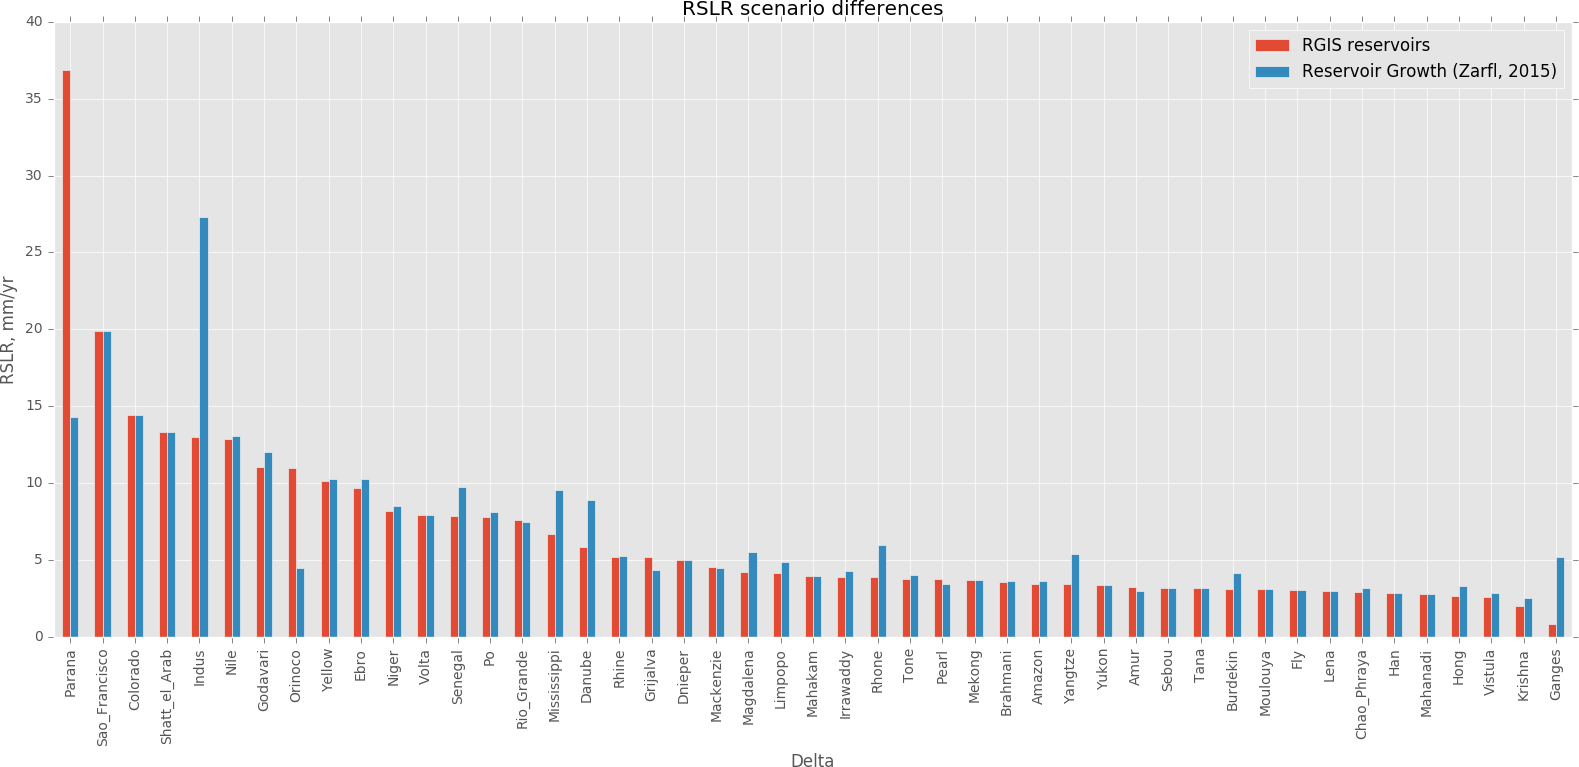 RSLR scenario differences
RGIS reservoirs
Reservoir Growth (Zarfl, 2015)
RSLR, mm/yr
40
35
30
25
20
15
10
5
0
Parana
Sao_Francisco
Colorado
Shatt_el_Arab
Indus
Nile
Godavari
Orinoco
Yellow
Ebro
Niger
Volta
Senegal
Po
Rio_Grande
Mississippi
Danube
Rhine
Grijalva
Dnieper
Mackenzie
Magdalena
Limpopo
Mahakam
Irrawaddy
Rhone
Tone
Pearl
Mekong
Brahmani
Amazon
Yangtze
Yukon
Amur
Sebou
Tana
Burdekin
Moulouya
Fly
Lena
Chao_Phraya
Han
Mahanadi
Hong
Vistula
Krishna
Ganges
Delta